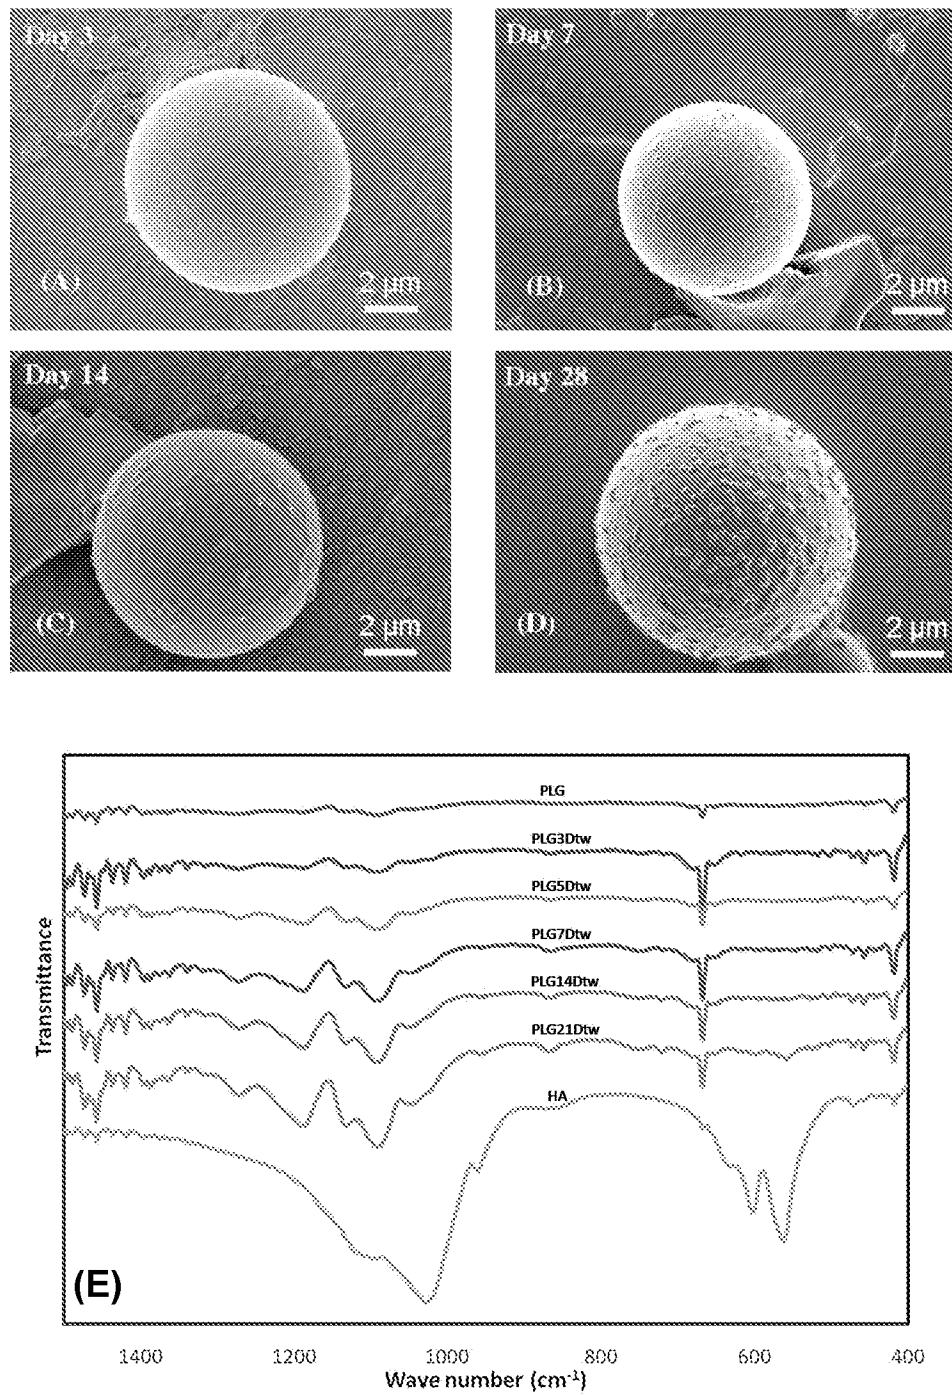 Day 3
(A)
2 µm
Day 7
(B)
2 µm
Day 14
(C)
2 µm
Day 28
(D)
2 µm
PLG
PLG3Dtw
PLG5Dtw
PLG7Dtw
PLG14Dtw
PLG21Dtw
HA
Transmittance
(E)
1400 1200 1000 800 600 400
Wave number (cm⁻¹)